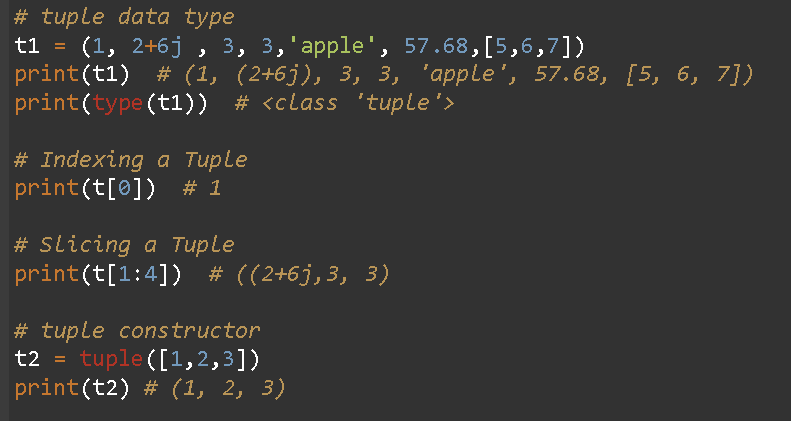 # tuple data type
t1 = (1, 2+6j , 3, 3,'apple', 57.68,[5,6,7])
print(t1)  # (1, (2+6j), 3, 3, 'apple', 57.68, [5, 6, 7])
print(type(t1))  # <class 'tuple'>
# Indexing a Tuple
print(t[0])  # 1
# Slicing a Tuple
print(t[1:4])  # ((2+6j,3, 3)
# tuple constructor
t2 = tuple([1,2,3])
print(t2) # (1, 2, 3)